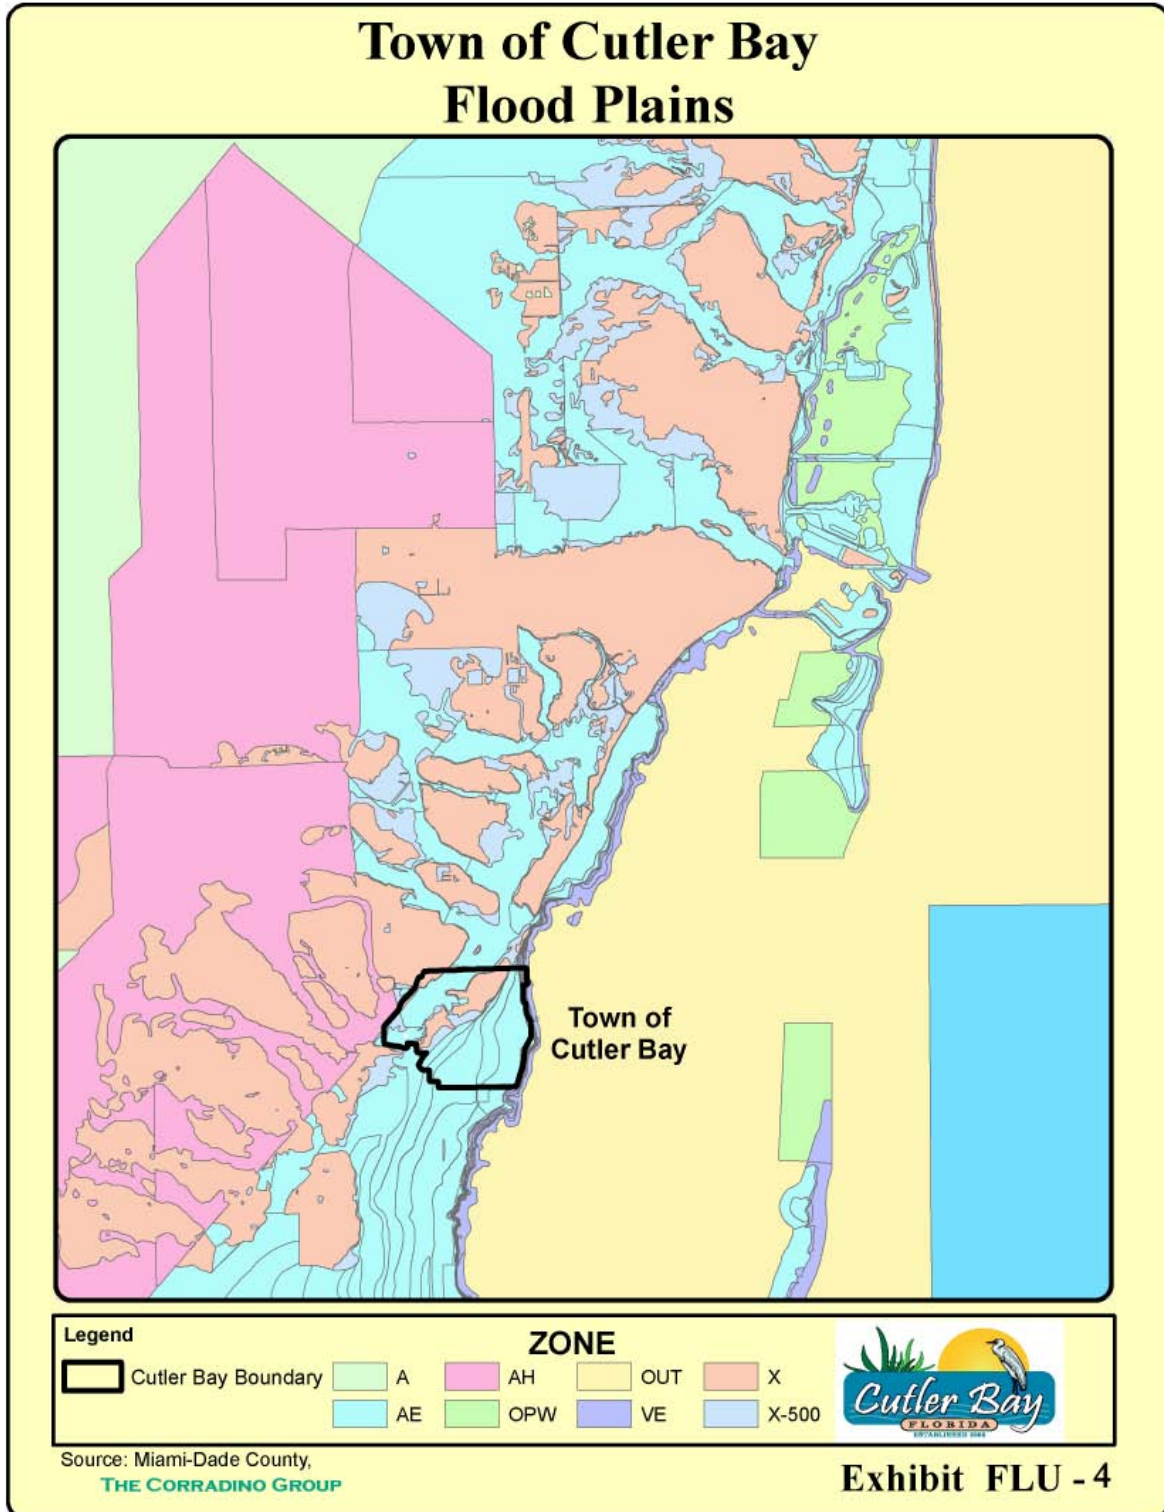 Town of Cutler Bay
Flood Plains
Town of
Cutler Bay
Legend
ZONE
Cutler Bay Boundary
A
AH
OUT
X
AE
OPW
VE
X-500
Cutler Bay
FLORIDA
Source: Miami-Dade County,
THE CORRADINO GROUP
Exhibit FLU - 4